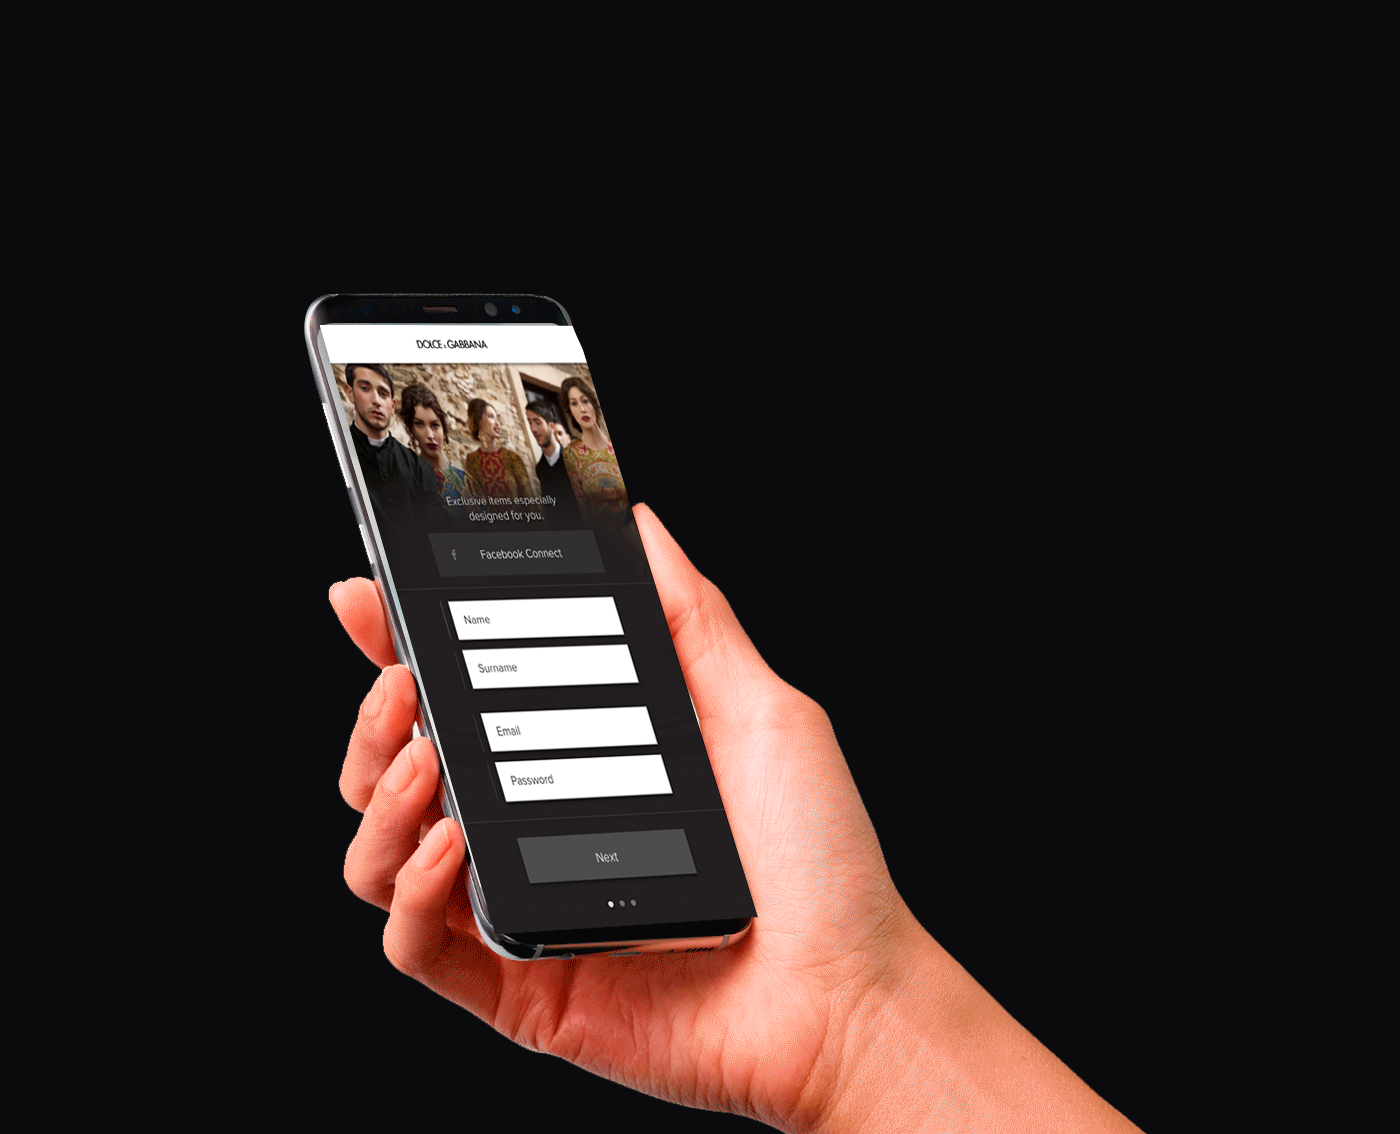 DOLCE & GABBANA
Exclusive items especially
designed for you.
f Facebook Connect
Name
Surname
Email
Password
Next